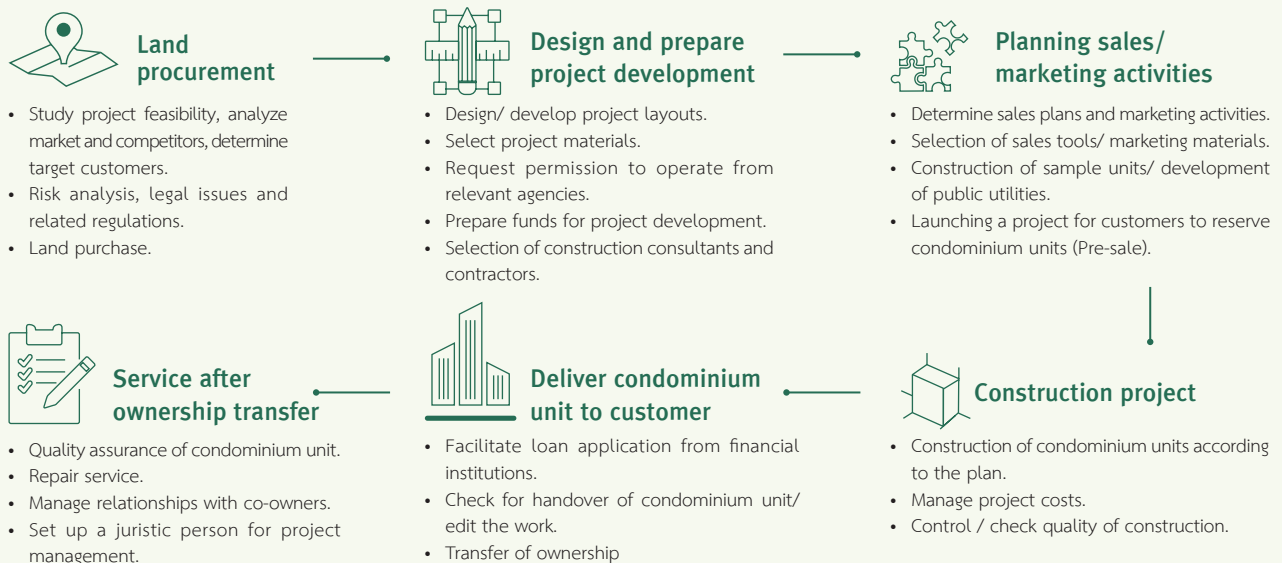 Land
procurement
• Study project feasibility, analyze
market and competitors, determine
target customers.
• Risk analysis, legal issues and
related regulations.
• Land purchase.
Design and prepare
project development
• Design/ develop project layouts.
• Select project materials.
• Request permission to operate from
relevant agencies.
• Prepare funds for project development.
• Selection of construction consultants and
contractors.
Planning sales/
marketing activities
• Determine sales plans and marketing activities.
• Selection of sales tools/ marketing materials.
• Construction of sample units/ development
of public utilities.
• Launching a project for customers to reserve
condominium units (Pre-sale).
Construction project
• Construction of condominium units according
to the plan.
• Manage project costs.
• Control / check quality of construction.
Deliver condominium
unit to customer
• Facilitate loan application from financial
institutions.
• Check for handover of condominium unit/
edit the work.
• Transfer of ownership
Service after
ownership transfer
• Quality assurance of condominium unit.
• Repair service.
• Manage relationships with co-owners.
• Set up a juristic person for project
management.